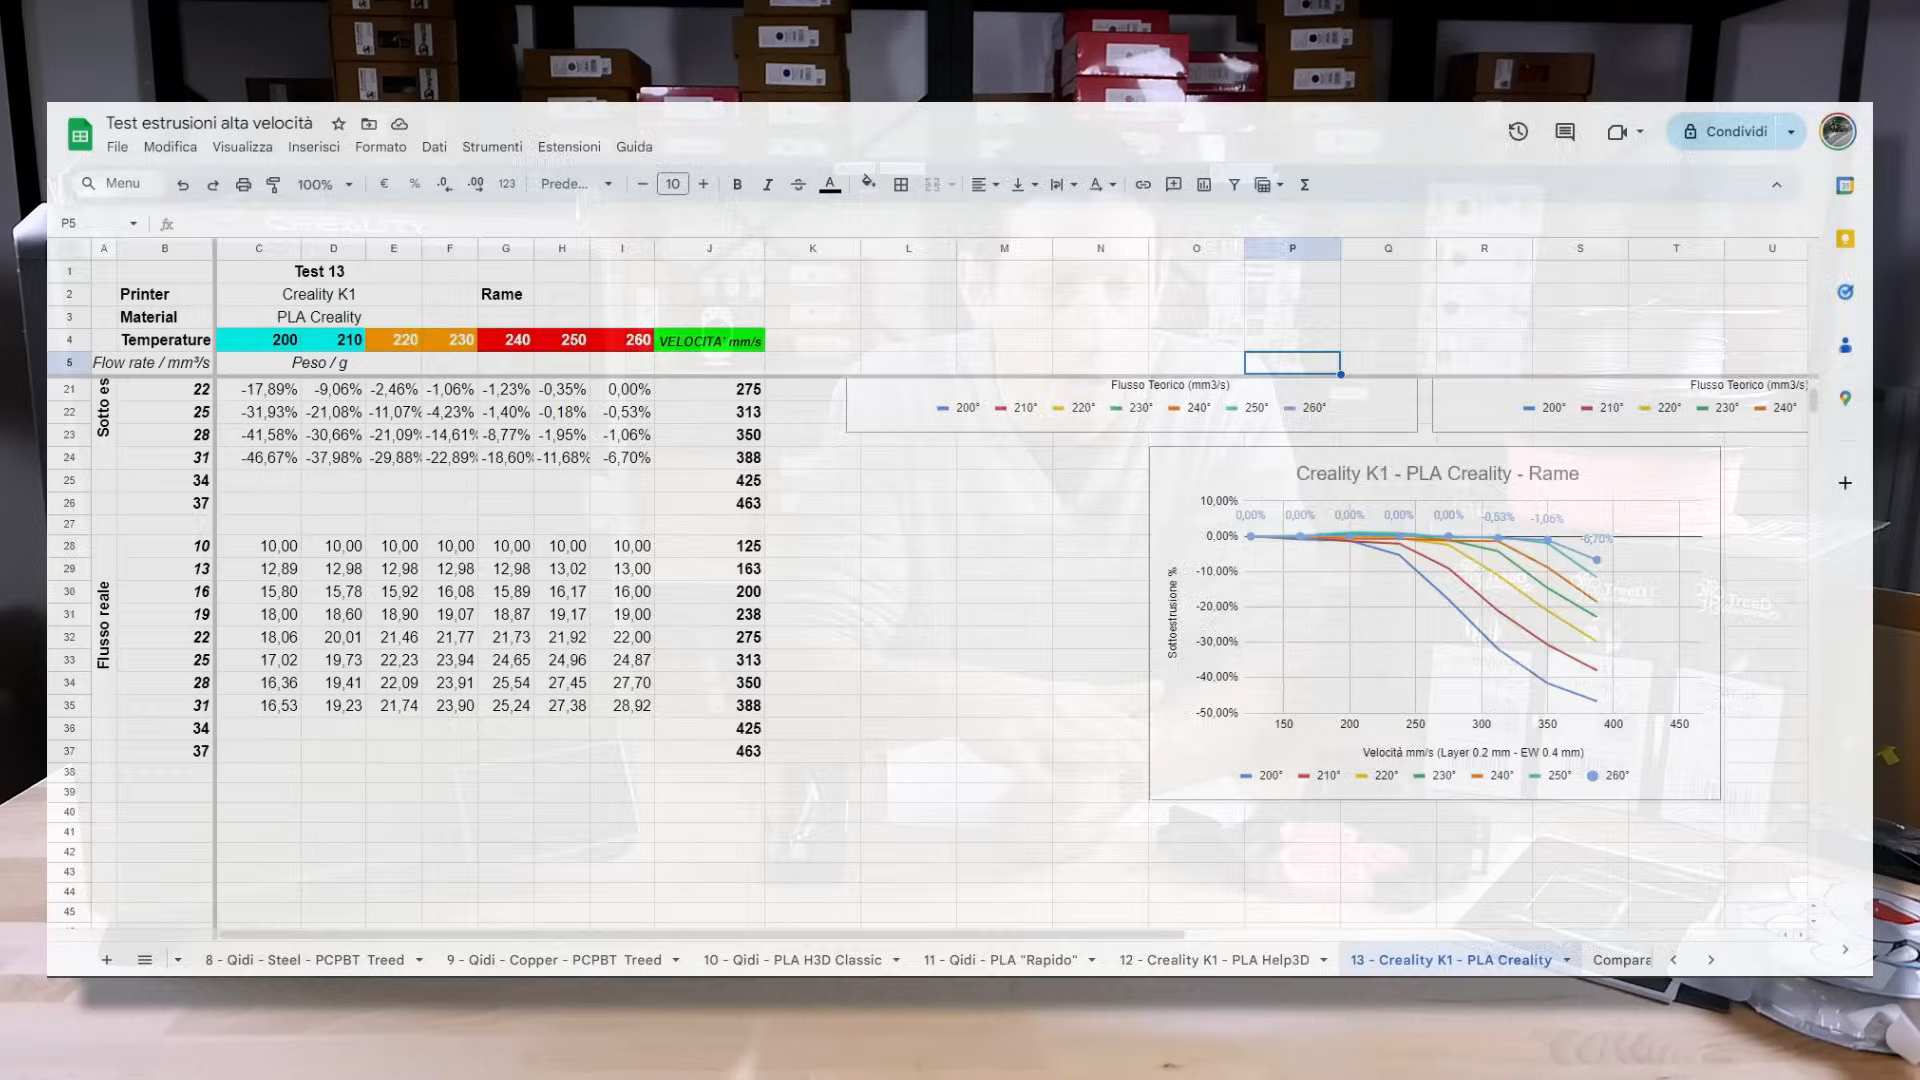 Test estrusioni alta velocità
File Modifica Visualizza Inserisci Formato Dati Strumenti Estensioni Guida
Condividi
Menu 100% € % .0 .00 123 Prede... 10
P5 fx
A B C D E F G H I J K L M N O P Q R S T U
1 Test 13
2 Printer Creality K1 Rame
3 Material PLA Creality
4 Temperature 200 210 220 230 240 250 260 VELOCITA' mm/s
5 Flow rate / mm³/s Peso / g
Sotto es
21 22 -17,89% -9,06% -2,46% -1,06% -1,23% -0,35% 0,00% 275
22 25 -31,93% -21,08% -11,07% -4,23% -1,40% -0,18% -0,53% 313
23 28 -41,58% -30,66% -21,09% -14,61% -8,77% -1,95% -1,06% 350
24 31 -46,67% -37,98% -29,88% -22,89% -18,60% -11,68% -6,70% 388
25 34 425
26 37 463
27
Flusso reale
28 10 10,00 10,00 10,00 10,00 10,00 10,00 10,00 125
29 13 12,89 12,98 12,98 12,98 12,98 13,02 13,00 163
30 16 15,80 15,78 15,92 16,08 15,89 16,17 16,00 200
31 19 18,00 18,60 18,90 19,07 18,87 19,17 19,00 238
32 22 18,06 20,01 21,46 21,77 21,73 21,92 22,00 275
33 25 17,02 19,73 22,23 23,94 24,65 24,96 24,87 313
34 28 16,36 19,41 22,09 23,91 25,54 27,45 27,70 350
35 31 16,53 19,23 21,74 23,90 25,24 27,38 28,92 388
36 34 425
37 37 463
38
39
40
41
42
43
44
45
Flusso Teorico (mm3/s)
200° 210° 220° 230° 240° 250° 260°
Flusso Teorico (mm3/s)
200° 210° 220° 230° 240°
Creality K1 - PLA Creality - Rame
10,00%
0,00%
-10,00%
-20,00%
-30,00%
-40,00%
-50,00%
0,00% 0,00% 0,00% 0,00% 0,00% -0,53% -1,06% -6,70%
Sottoestrusione %
150 200 250 300 350 400 450
Velocità mm/s (Layer 0.2 mm - EW 0.4 mm)
200° 210° 220° 230° 240° 250° 260°
8 - Qidi - Steel - PCPBT Treed 9 - Qidi - Copper - PCPBT Treed 10 - Qidi - PLA H3D Classic 11 - Qidi - PLA "Rapido" 12 - Creality K1 - PLA Help3D 13 - Creality K1 - PLA Creality Compara